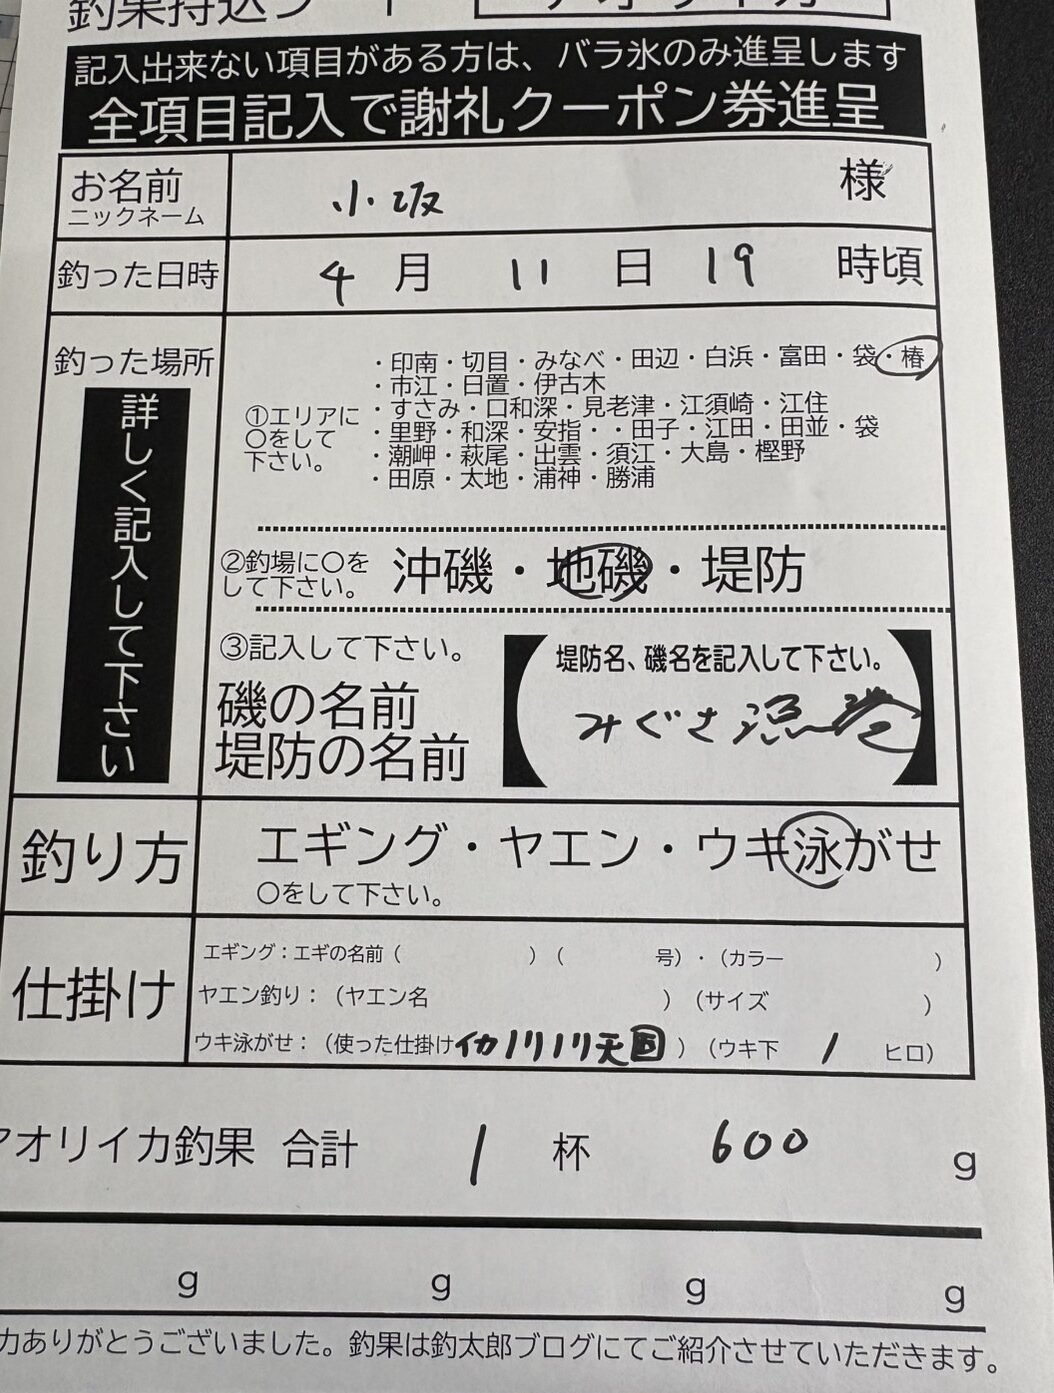 釣果持込シート アオリイカ
記入出来ない項目がある方は、バラ氷のみ進呈します
全項目記入で謝礼クーポン券進呈
お名前
ニックネーム
小坂 様
釣った日時
4 月 11 日 19 時頃
釣った場所
詳しく記入して下さい
①エリアに
〇をして
下さい。
・印南・切目・みなべ・田辺・白浜・富田・袋・椿
・市江・日置・伊古木
・すさみ・口和深・見老津・江須崎・江住
・里野・和深・安指・・田子・江田・田並・袋
・潮岬・萩尾・出雲・須江・大島・樫野
・田原・太地・浦神・勝浦
②釣場に〇を
して下さい。
沖磯・地磯・堤防
③記入して下さい。
磯の名前
堤防の名前
堤防名、磯名を記入して下さい。
みぐさ漁港
釣り方
エギング・ヤエン・ウキ泳がせ
〇をして下さい。
仕掛け
エギング：エギの名前（ ）（ 号）・（カラー ）
ヤエン釣り：（ヤエン名 ）（サイズ ）
ウキ泳がせ：（使った仕掛けイカノリノリ天国）（ウキ下 1 ヒロ）
アオリイカ釣果 合計 1 杯 600 g
g g g g
力ありがとうございました。釣果は釣太郎ブログにてご紹介させていただきます。